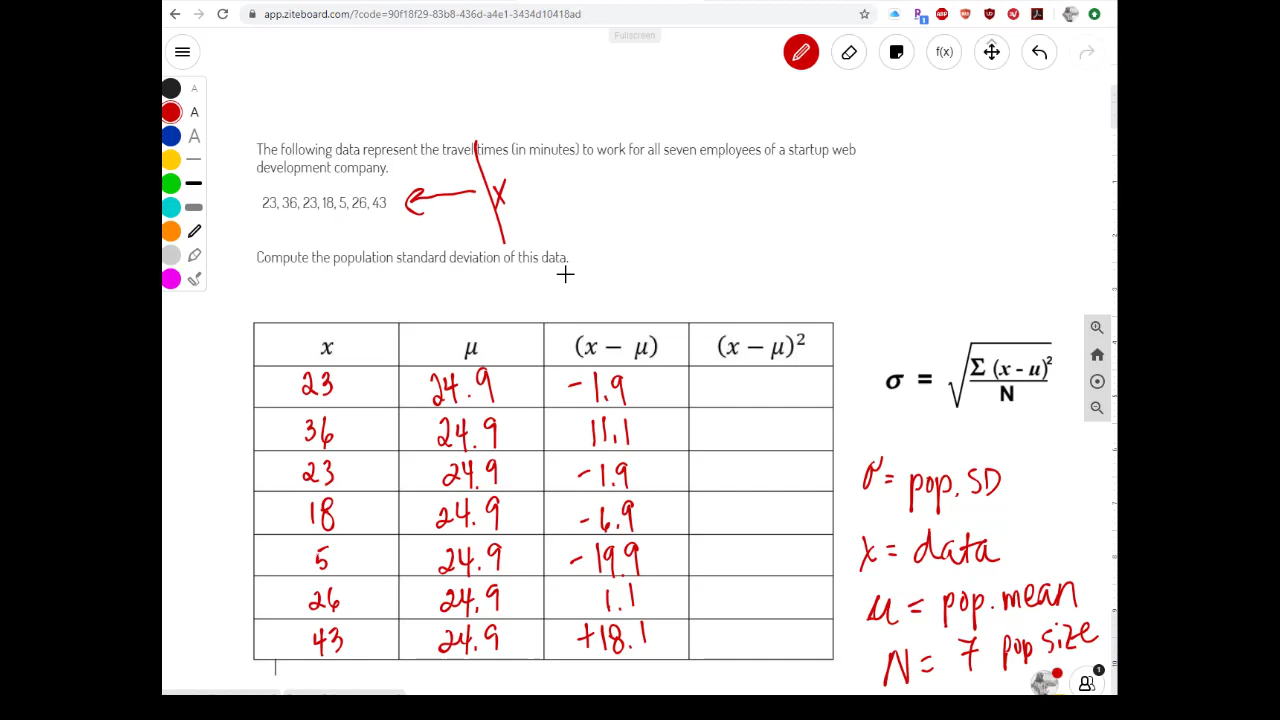 app.ziteboard.com/?code=90f18f29-83b8-436d-a4e1-3434d10418ad
Fullscreen
f(x)
A
A
A
The following data represent the travel times (in minutes) to work for all seven employees of a startup web
development company.
23, 36, 23, 18, 5, 26, 43
x
Compute the population standard deviation of this data.
x μ (x − μ) (x − μ)²
23 24.9 -1.9
36 24.9 11.1
23 24.9 -1.9
18 24.9 -6.9
5 24.9 -19.9
26 24.9 1.1
43 24.9 +18.1
σ = √ Σ (x - u)² / N
σ = pop. SD
x = data
μ = pop. mean
N = 7 pop size
1